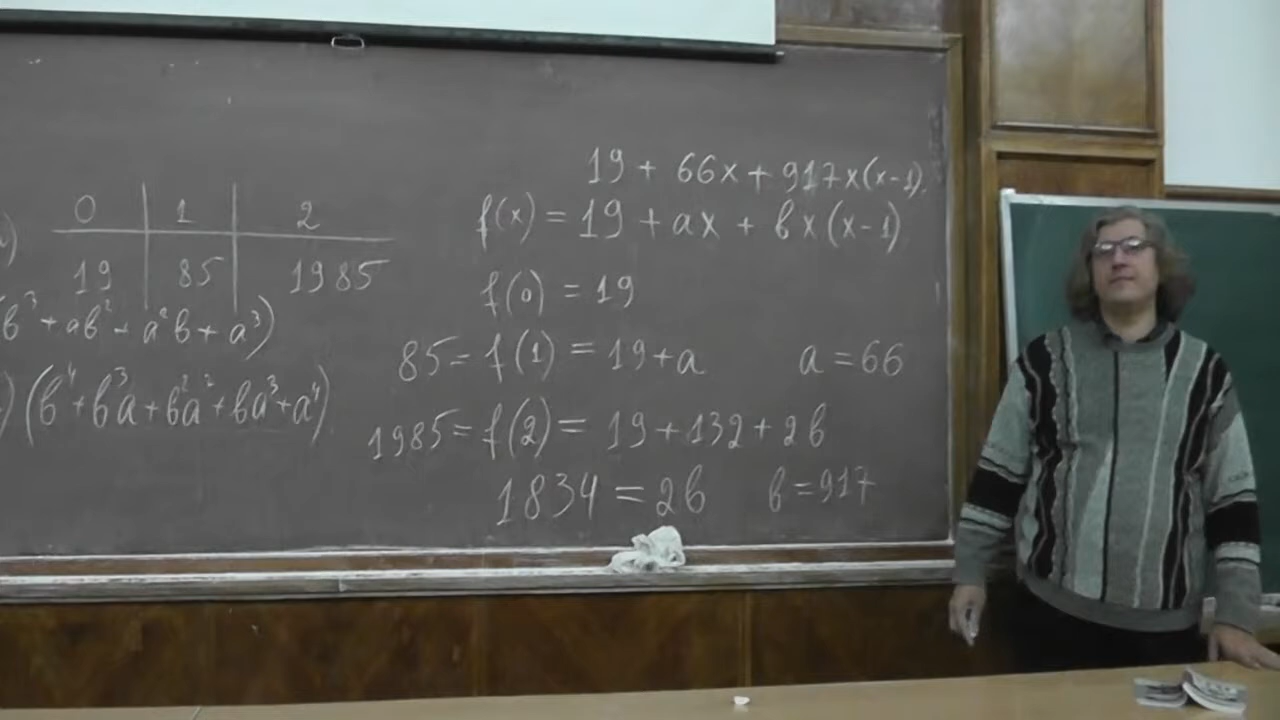 0 1 2
19 85 1985
b³ + ab² + a²b + a³)
(b⁴ + b³a + b²a² + ba³ + a⁴)
19 + 66x + 917x(x-1).
f(x) = 19 + ax + bx(x-1)
f(0) = 19
85 = f(1) = 19 + a a = 66
1985 = f(2) = 19 + 132 + 2b
1834 = 2b b = 917